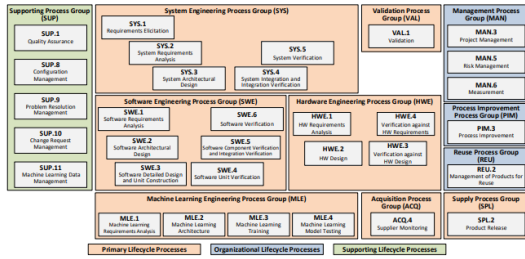 Supporting Process Group
(SUP)
SUP.1
Quality Assurance
SUP.8
Configuration
Management
SUP.9
Problem Resolution
Management
SUP.10
Change Request
Management
SUP.11
Machine Learning Data
Management
System Engineering Process Group (SYS)
SYS.1
Requirements Elicitation
SYS.2
System Requirements
Analysis
SYS.3
System Architectural
Design
SYS.5
System Verification
SYS.4
System Integration and
Integration Verification
Validation Process
Group (VAL)
VAL.1
Validation
Management Process
Group (MAN)
MAN.3
Project Management
MAN.5
Risk Management
MAN.6
Measurement
Software Engineering Process Group (SWE)
SWE.1
Software Requirements
Analysis
SWE.2
Software Architectural
Design
SWE.3
Software Detailed Design
and Unit Construction
SWE.6
Software Verification
SWE.5
Software Component Verification
and Integration Verification
SWE.4
Software Unit Verification
Hardware Engineering Process Group (HWE)
HWE.1
HW Requirements
Analysis
HWE.2
HW Design
HWE.4
Verification against
HW Requirements
HWE.3
Verification against
HW Design
Process Improvement
Process Group (PIM)
PIM.3
Process Improvement
Reuse Process Group
(REU)
REU.2
Management of Products for
Reuse
Machine Learning Engineering Process Group (MLE)
MLE.1
Machine Learning
Requirements Analysis
MLE.2
Machine Learning
Architecture
MLE.3
Machine Learning
Training
MLE.4
Machine Learning
Model Testing
Acquisition Process
Group (ACQ)
ACQ.4
Supplier Monitoring
Supply Process Group
(SPL)
SPL.2
Product Release
Primary Lifecycle Processes
Organizational Lifecycle Processes
Supporting Lifecycle Processes